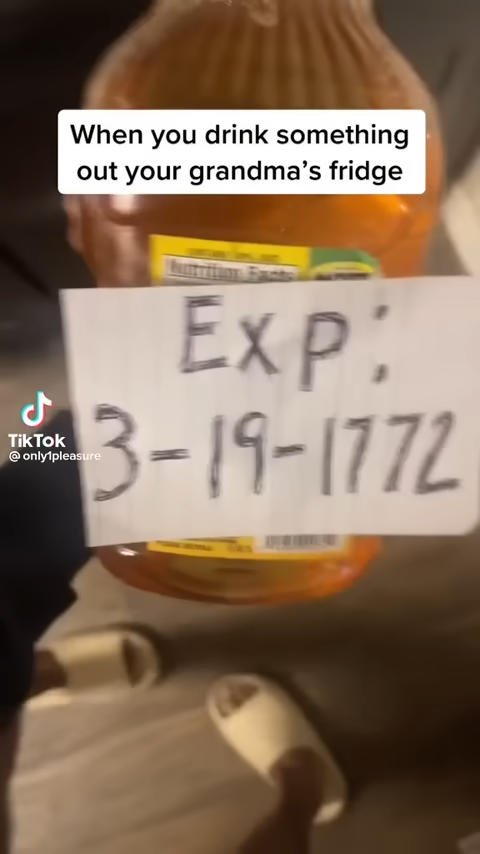 When you drink something
out your grandma's fridge
Nutrition Facts
Exp:
3-19-1772
TikTok
@only1pleasure